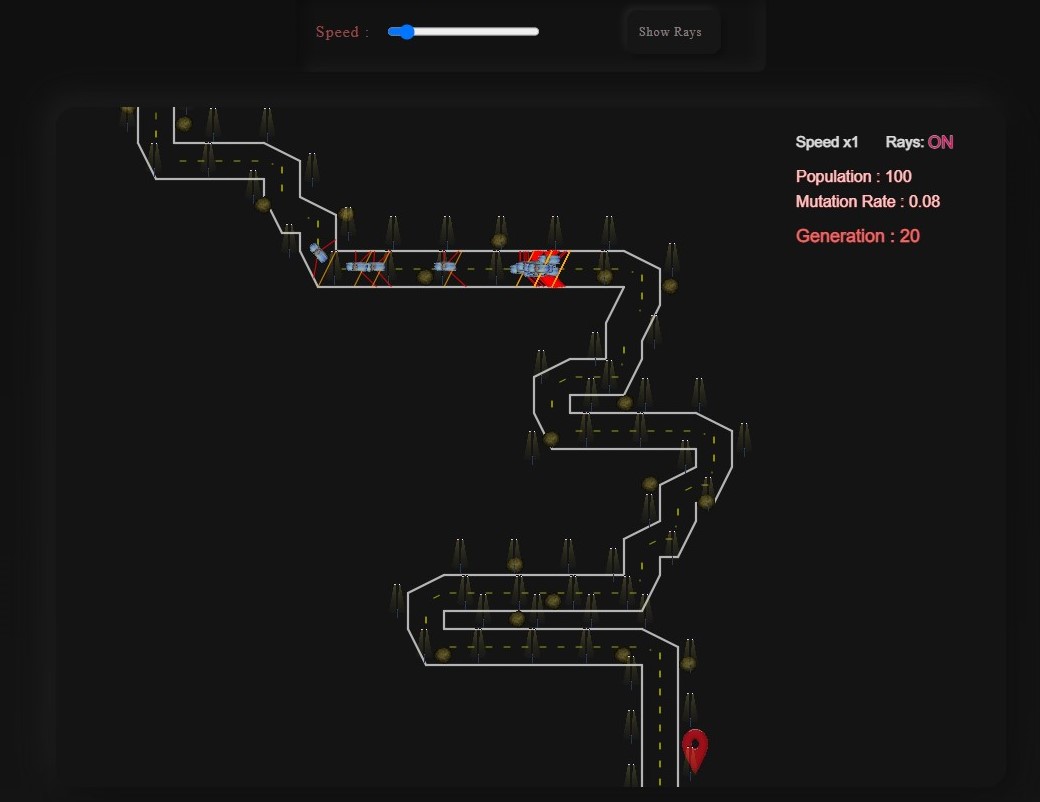 Speed :
Show Rays
Speed x1 Rays: ON
Population : 100
Mutation Rate : 0.08
Generation : 20